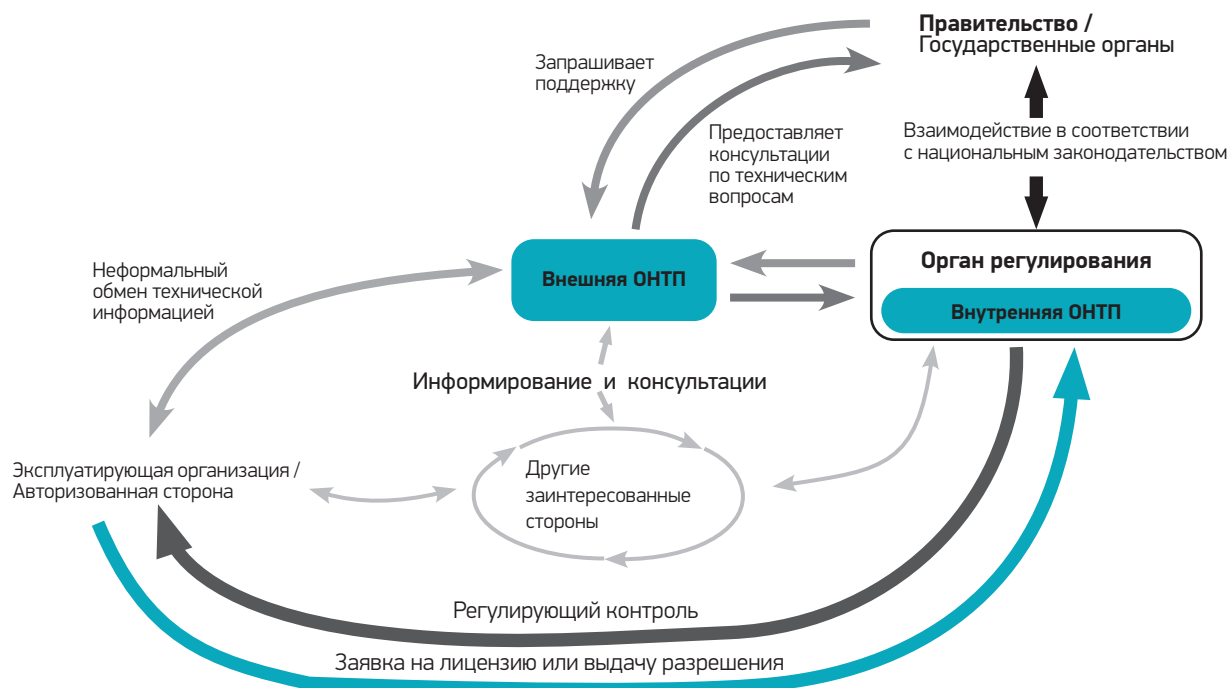 Правительство /
Государственные органы
Запрашивает
поддержку
Предоставляет
консультации
по техническим
вопросам
Взаимодействие в соответствии
с национальным законодательством
Неформальный
обмен технической
информацией
Внешняя ОНТП
Орган регулирования
Внутренняя ОНТП
Информирование и консультации
Эксплуатирующая организация /
Авторизованная сторона
Другие
заинтересованные
стороны
Регулирующий контроль
Заявка на лицензию или выдачу разрешения